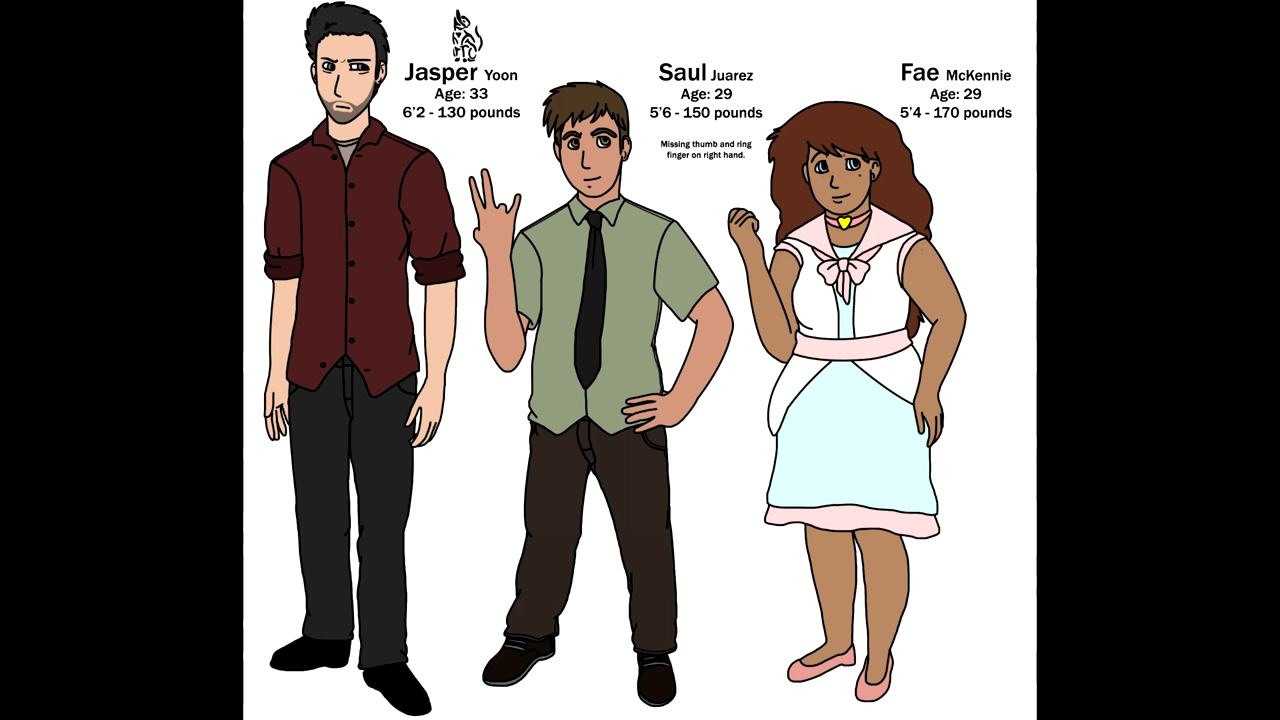 Jasper Yoon
Age: 33
6'2 - 130 pounds
Saul Juarez
Age: 29
5'6 - 150 pounds
Missing thumb and ring
finger on right hand.
Fae McKennie
Age: 29
5'4 - 170 pounds